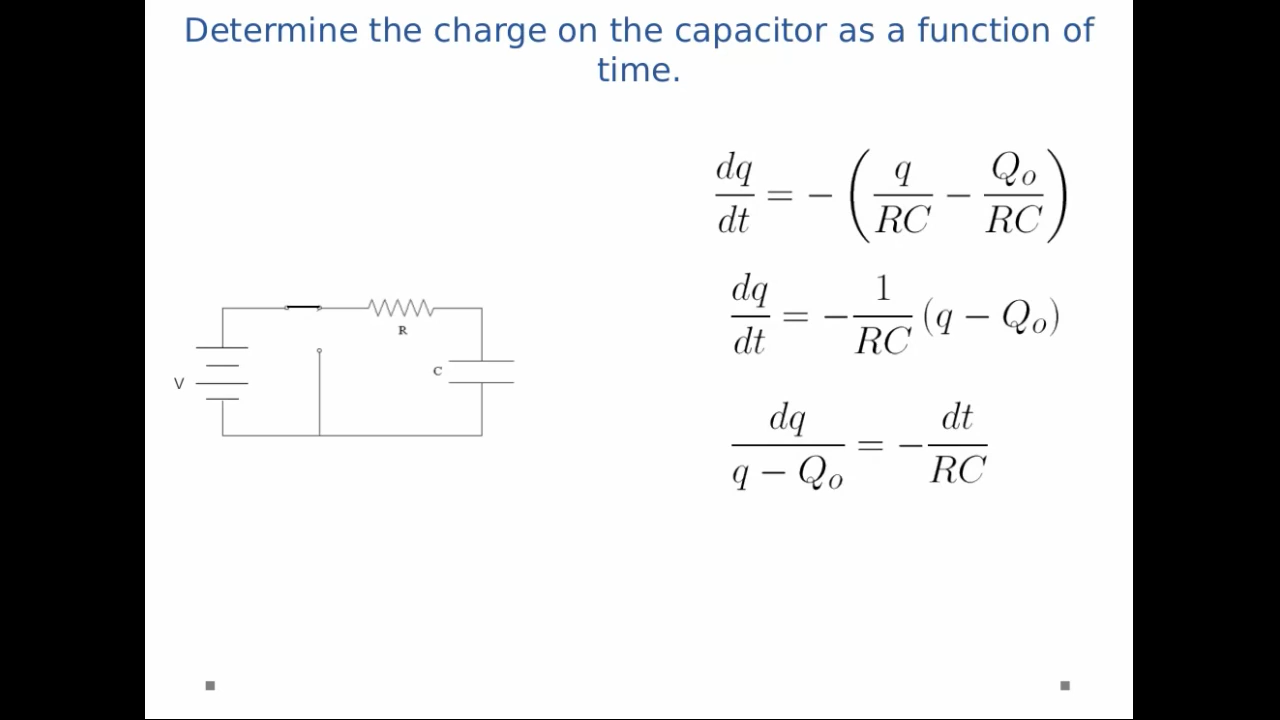 Determine the charge on the capacitor as a function of
time.
dq/dt = − (q/RC − Qo/RC)
dq/dt = − 1/RC (q − Qo)
dq/(q − Qo) = − dt/RC
R
C
V